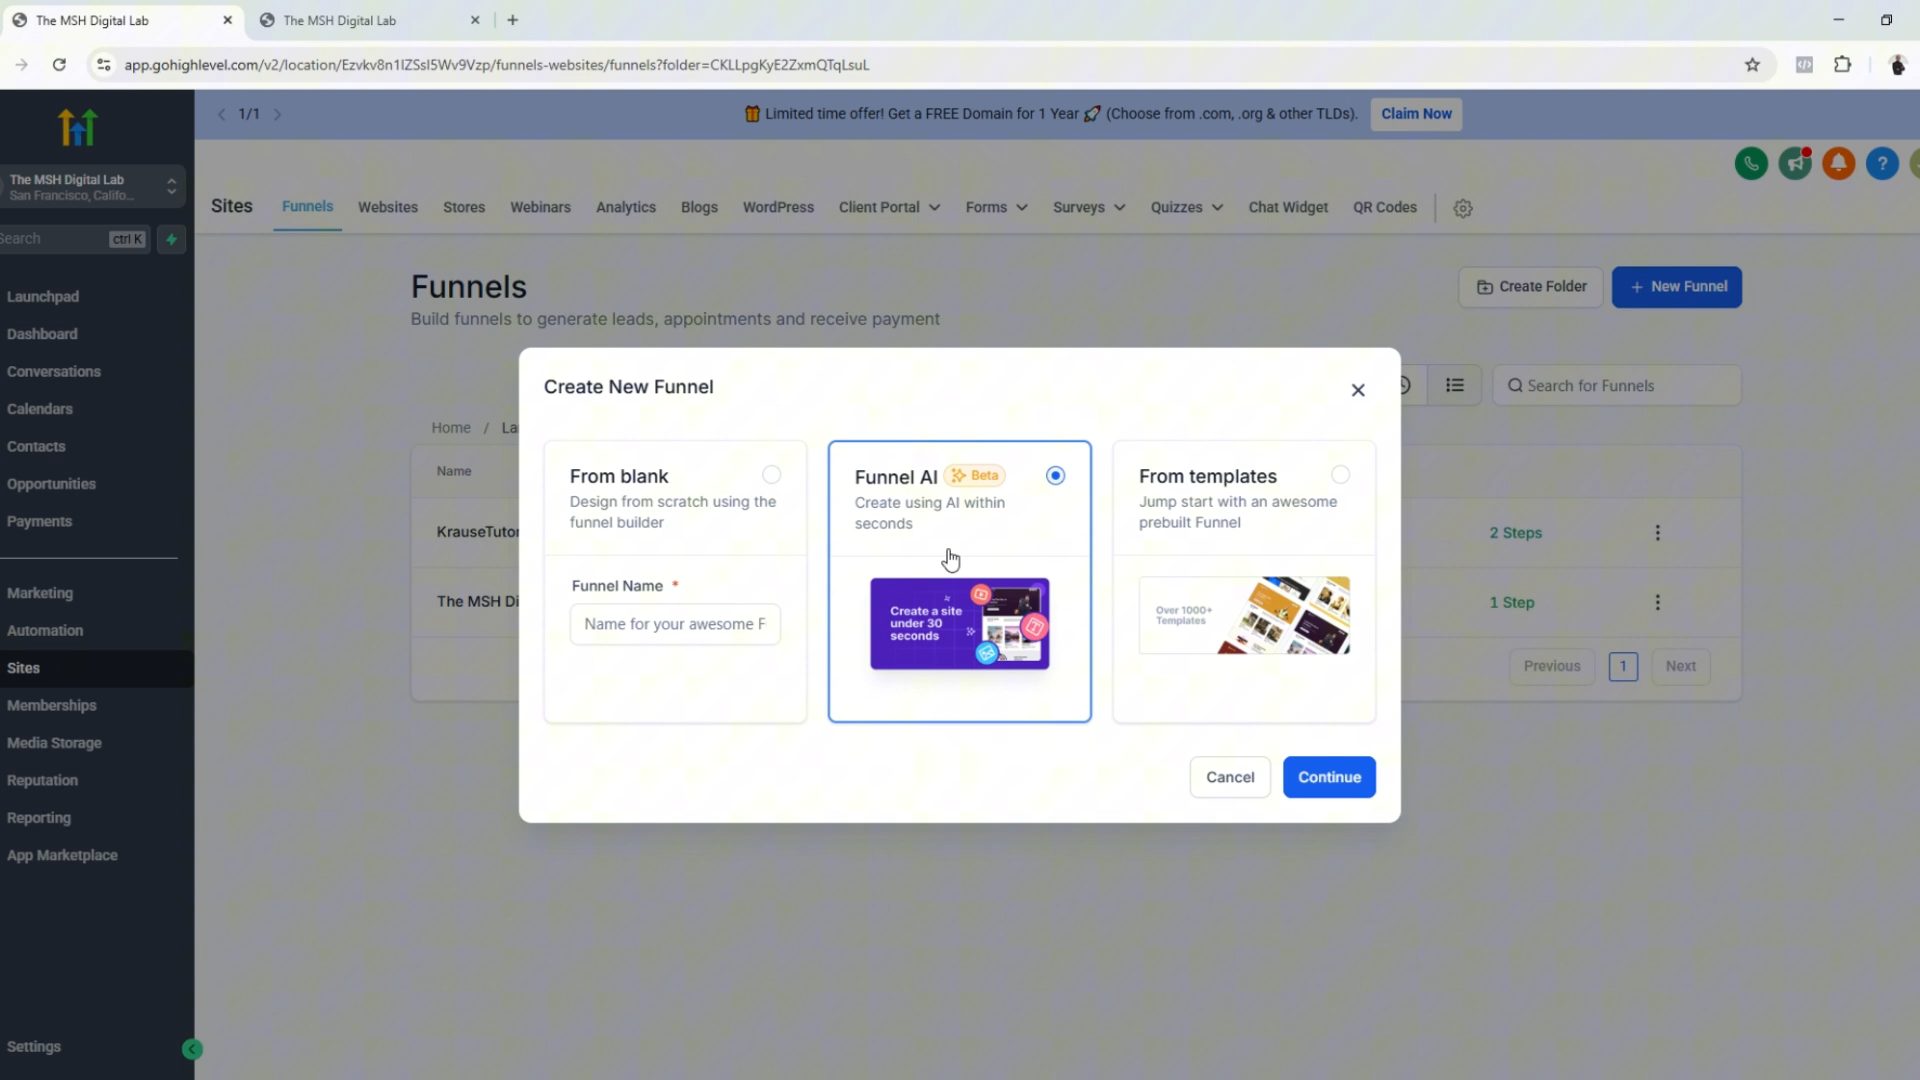 The MSH Digital Lab
The MSH Digital Lab
app.gohighlevel.com/v2/location/Ezvkv8n1IZSsI5Wv9Vzp/funnels-websites/funnels?folder=CKLLpgKyE2ZxmQTqLsuL
1/1
Limited time offer! Get a FREE Domain for 1 Year 🚀 (Choose from .com, .org & other TLDs).
Claim Now
The MSH Digital Lab
San Francisco, Califo...
Search
ctrl K
Sites
Funnels
Websites
Stores
Webinars
Analytics
Blogs
WordPress
Client Portal
Forms
Surveys
Quizzes
Chat Widget
QR Codes
Launchpad
Dashboard
Conversations
Calendars
Contacts
Opportunities
Payments
Marketing
Automation
Sites
Memberships
Media Storage
Reputation
Reporting
App Marketplace
Settings
Funnels
Build funnels to generate leads, appointments and receive payment
Create Folder
+ New Funnel
Search for Funnels
Home / La
Name
KrauseTutor
2 Steps
The MSH Di
1 Step
Previous
1
Next
Create New Funnel
From blank
Design from scratch using the
funnel builder
Funnel Name *
Name for your awesome F
Funnel AI
Beta
Create using AI within
seconds
Create a site
under 30
seconds
From templates
Jump start with an awesome
prebuilt Funnel
Over 1000+
Templates
Cancel
Continue